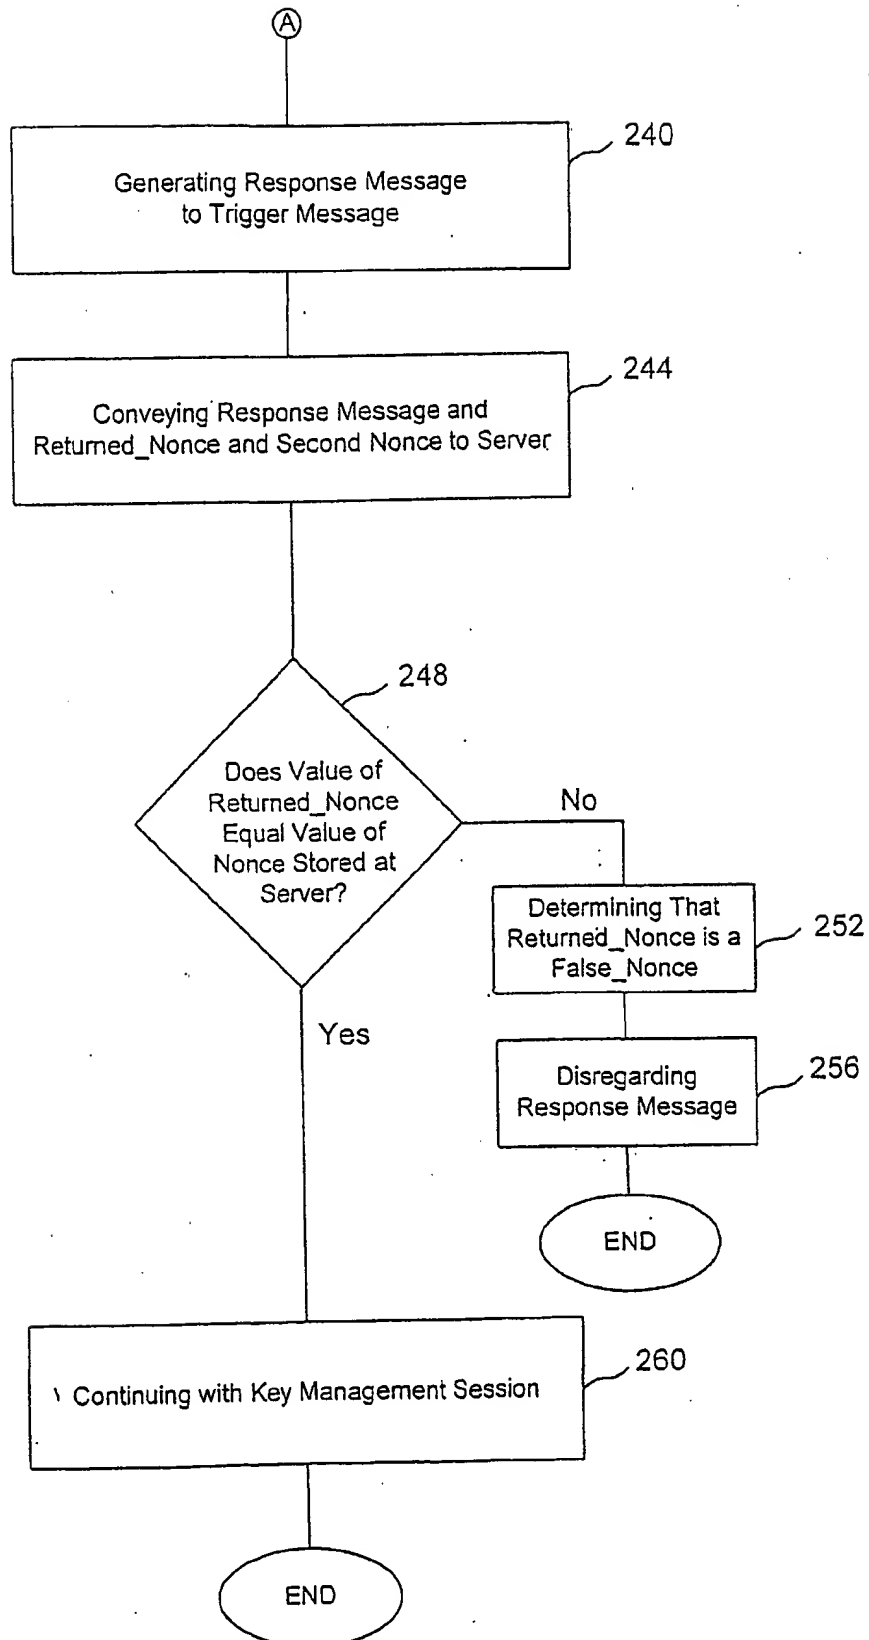 A
240
Generating Response Message
to Trigger Message
244
Conveying Response Message and
Returned_Nonce and Second Nonce to Server
248
Does Value of
Returned_Nonce
Equal Value of
Nonce Stored at
Server?
No
Determining That
Returned_Nonce is a
False_Nonce
252
Yes
Disregarding
Response Message
256
END
260
Continuing with Key Management Session
END